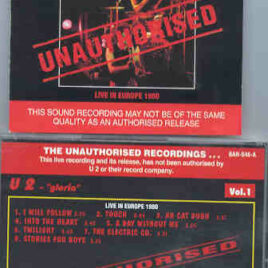 UNAUTHORISED
LIVE IN EUROPE 1980
THIS SOUND RECORDING MAY NOT BE OF THE SAME
QUALITY AS AN AUTHORISED RELEASE
THE UNAUTHORISED RECORDINGS . . .
This live recording and its release, has not been authorised by
U 2 or their record company.
U 2 - "gloria"
Vol.1
LIVE IN EUROPE 1980
1. I WILL FOLLOW
2. TOUCH
3. AN CAT DUBH
4. INTO THE HEART
5. A DAY WITHOUT ME
6. TWILIGHT
7. THE ELECTRIC CO.
8. STORIES FOR BOYS